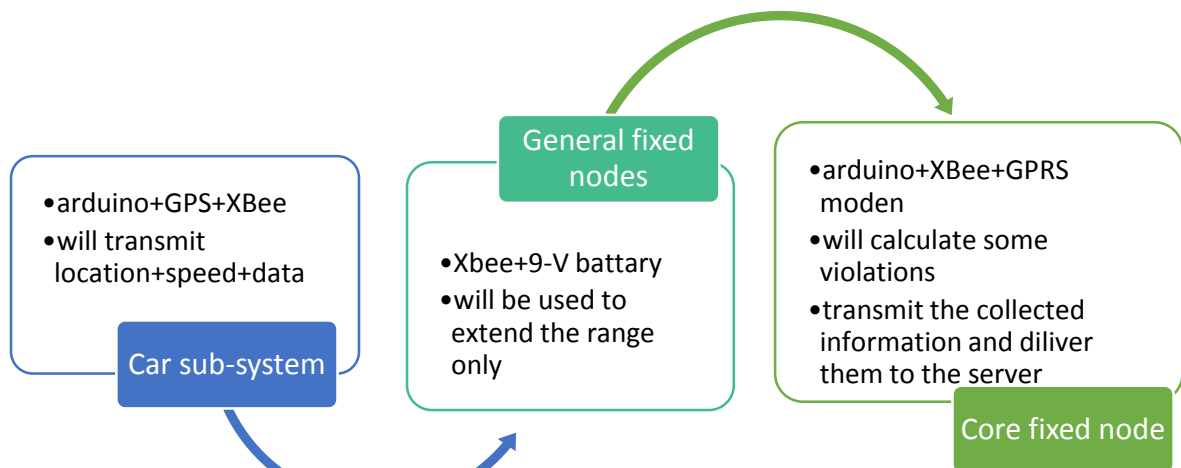 •arduino+GPS+XBee
•will transmit
location+speed+data
Car sub-system
General fixed
nodes
•Xbee+9-V battary
•will be used to
extend the range
only
•arduino+XBee+GPRS
moden
•will calculate some
violations
•transmit the collected
information and diliver
them to the server
Core fixed node